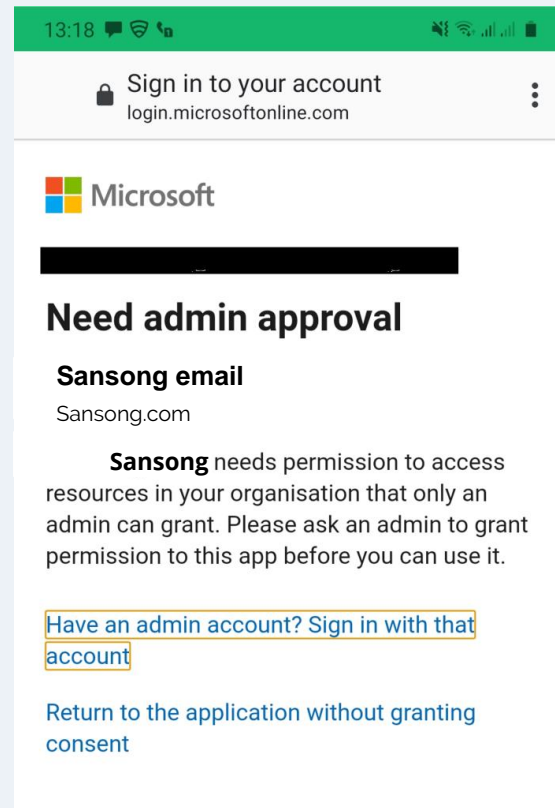 13:18
Sign in to your account
login.microsoftonline.com
Microsoft
Need admin approval
Sansong email
Sansong.com
Sansong needs permission to access
resources in your organisation that only an
admin can grant. Please ask an admin to grant
permission to this app before you can use it.
Have an admin account? Sign in with that
account
Return to the application without granting
consent